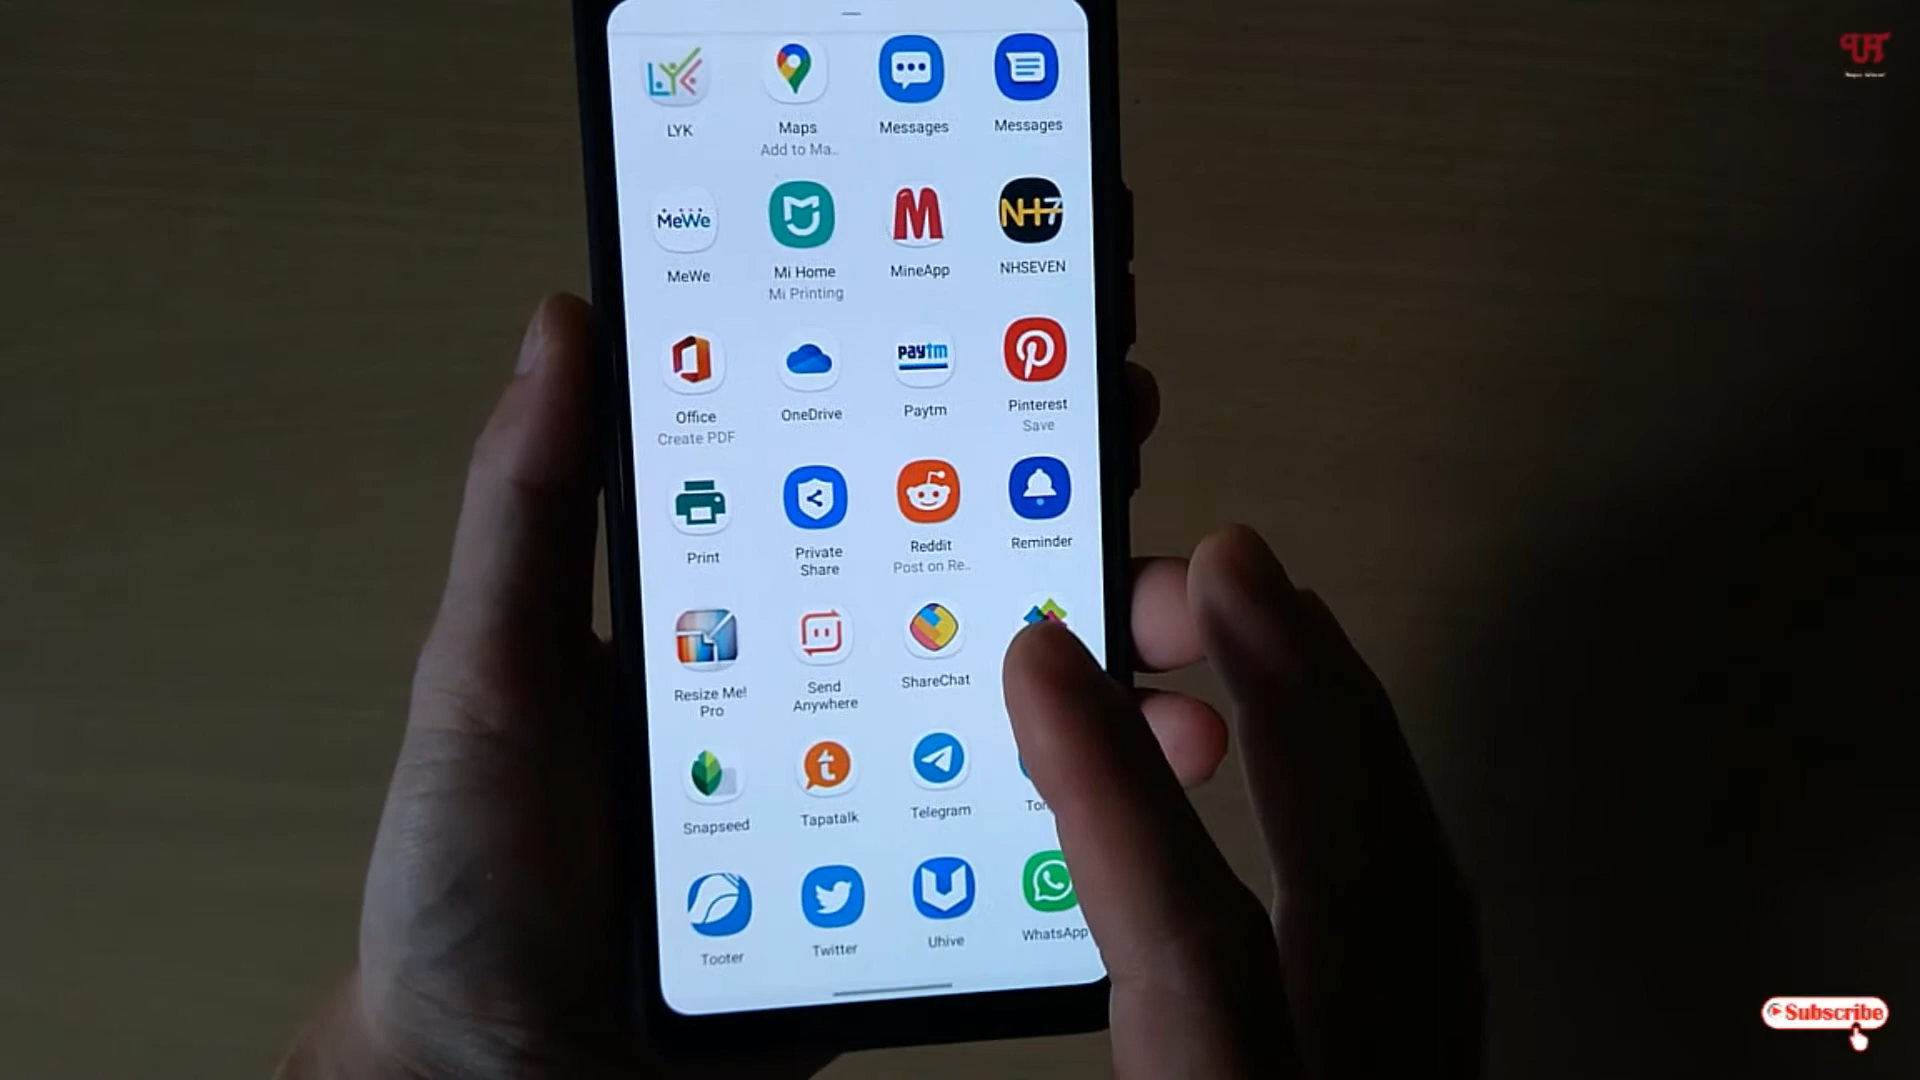 LYK
Maps
Add to Ma..
Messages
Messages
MeWe
MeWe
Mi Home
Mi Printing
M
MineApp
NH7
NHSEVEN
Office
Create PDF
OneDrive
paytm
Paytm
Pinterest
Save
Print
Private
Share
Reddit
Post on Re..
Reminder
Resize Me!
Pro
Send
Anywhere
ShareChat
Snapseed
t
Tapatalk
Telegram
Tooter
Twitter
Uhive
WhatsApp
Subscribe